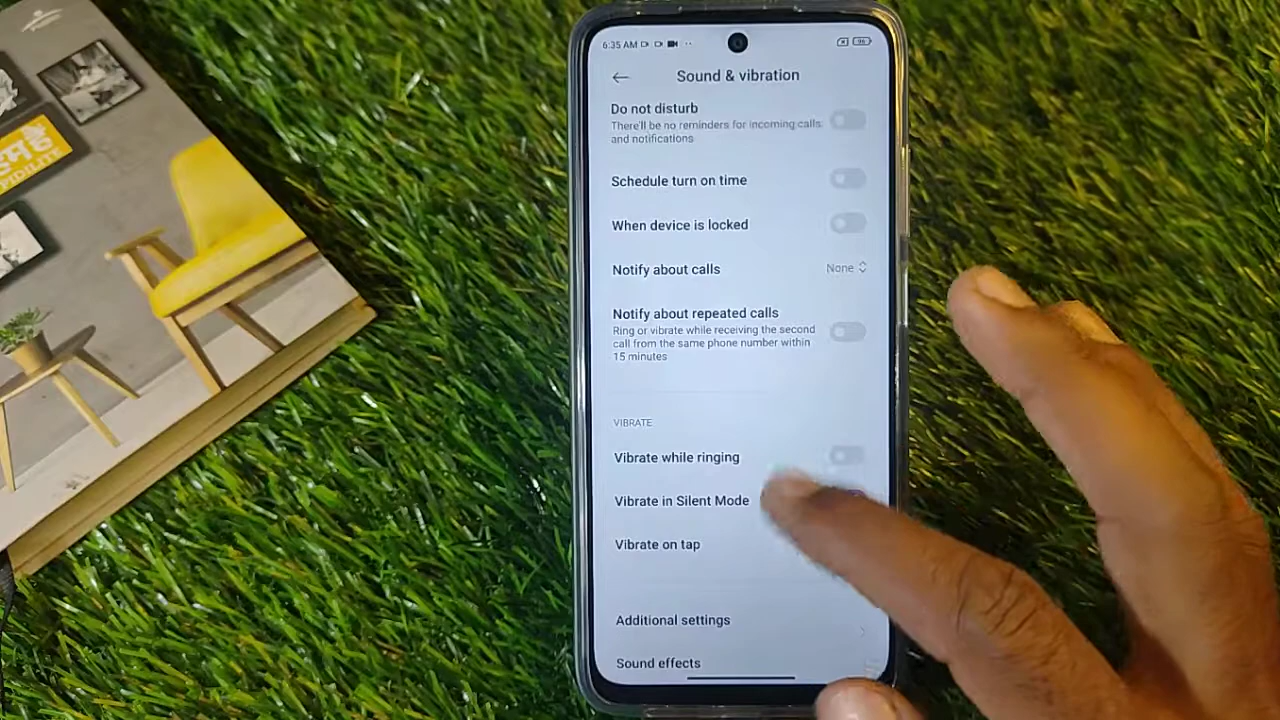 6:35 AM
96
Sound & vibration
Do not disturb
There'll be no reminders for incoming calls
and notifications
Schedule turn on time
When device is locked
Notify about calls
None
Notify about repeated calls
Ring or vibrate while receiving the second
call from the same phone number within
15 minutes
VIBRATE
Vibrate while ringing
Vibrate in Silent Mode
Vibrate on tap
Additional settings
Sound effects